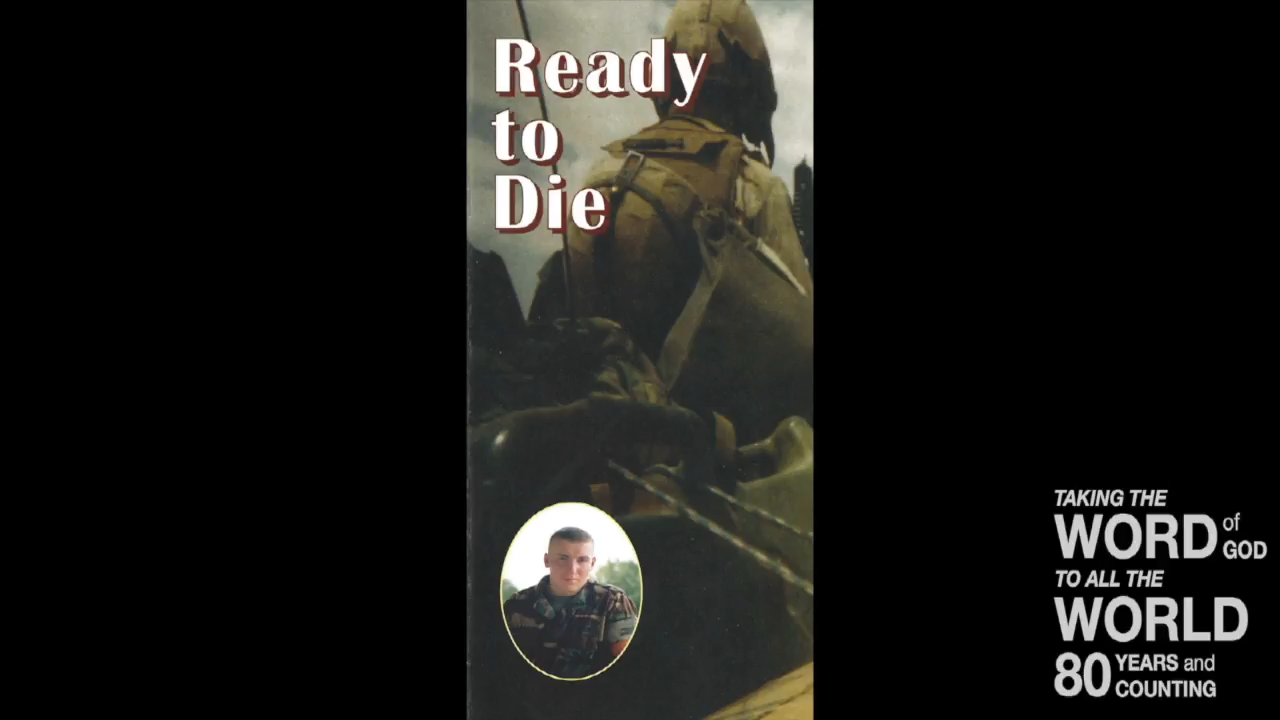 Ready
to
Die
TAKING THE
WORD of GOD
TO ALL THE
WORLD
80 YEARS and
COUNTING